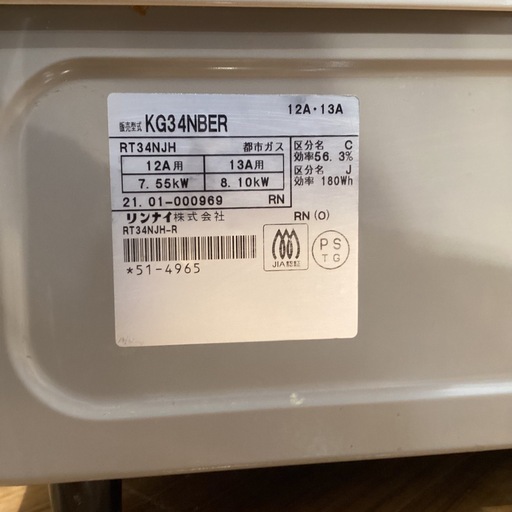 12A・13A
販売型式 KG34NBER
RT34NJH 都市ガス
12A用 13A用
7.55kW 8.10kW
区分名 C
効率56.3%
区分名 J
効率 180Wh
21.01-000969 RN
リンナイ株式会社 RN (O)
RT34NJH-R
*51-4965
JIA認証
PS
TG